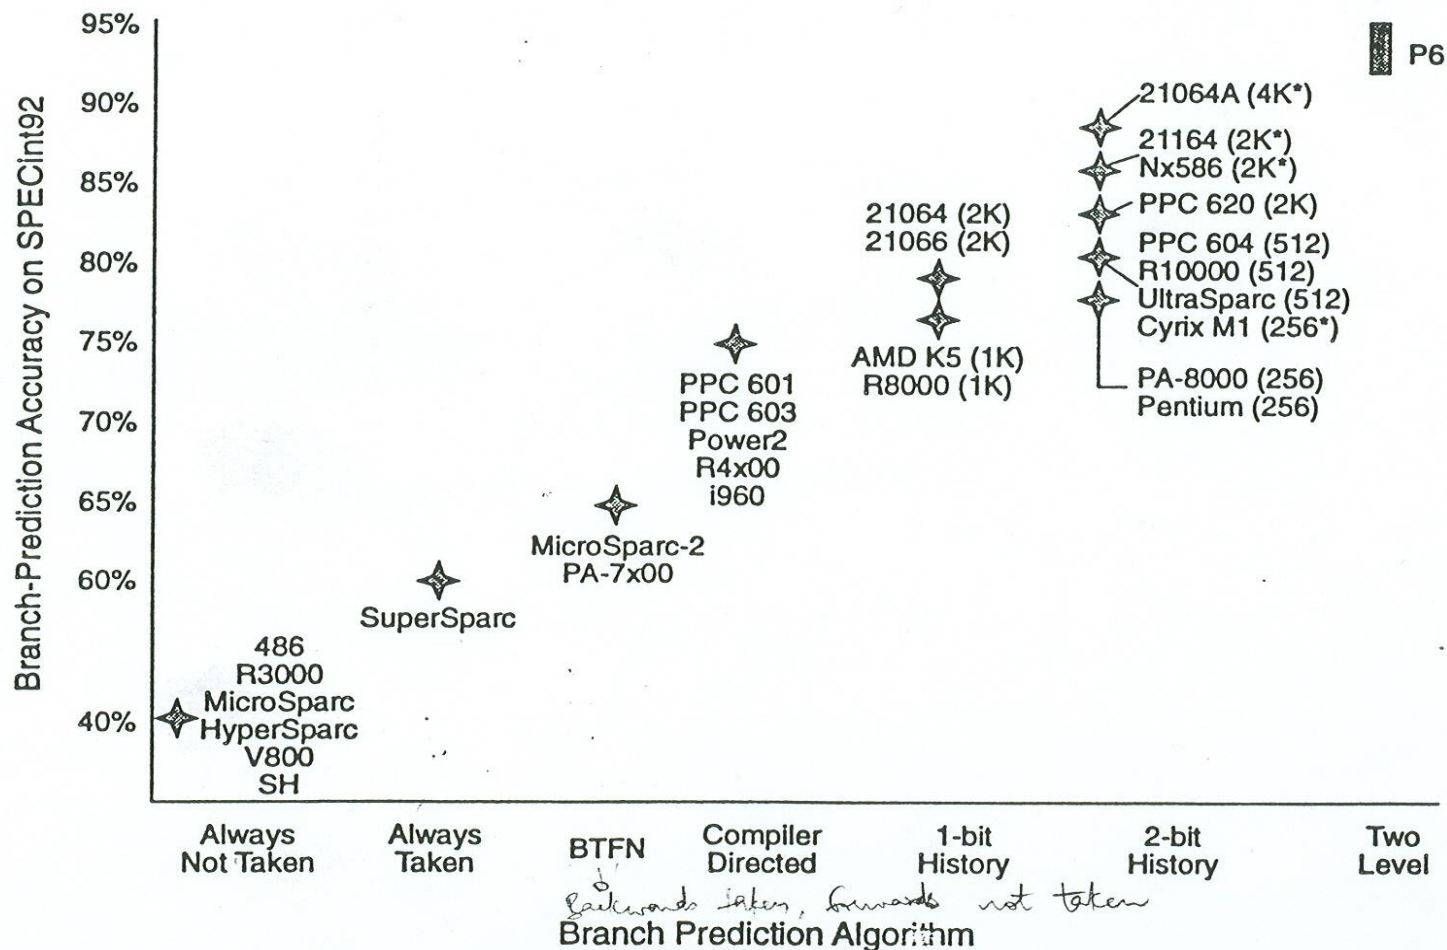 Branch-Prediction Accuracy on SPECint92
95%
90%
85%
80%
75%
70%
65%
60%
40%
486
R3000
MicroSparc
HyperSparc
V800
SH
SuperSparc
MicroSparc-2
PA-7x00
PPC 601
PPC 603
Power2
R4x00
i960
21064 (2K)
21066 (2K)
AMD K5 (1K)
R8000 (1K)
21064A (4K*)
21164 (2K*)
Nx586 (2K*)
PPC 620 (2K)
PPC 604 (512)
R10000 (512)
UltraSparc (512)
Cyrix M1 (256*)
PA-8000 (256)
Pentium (256)
P6
Always
Not Taken
Always
Taken
BTFN
Compiler
Directed
1-bit
History
2-bit
History
Two
Level
Backwards taken, forwards not taken
Branch Prediction Algorithm